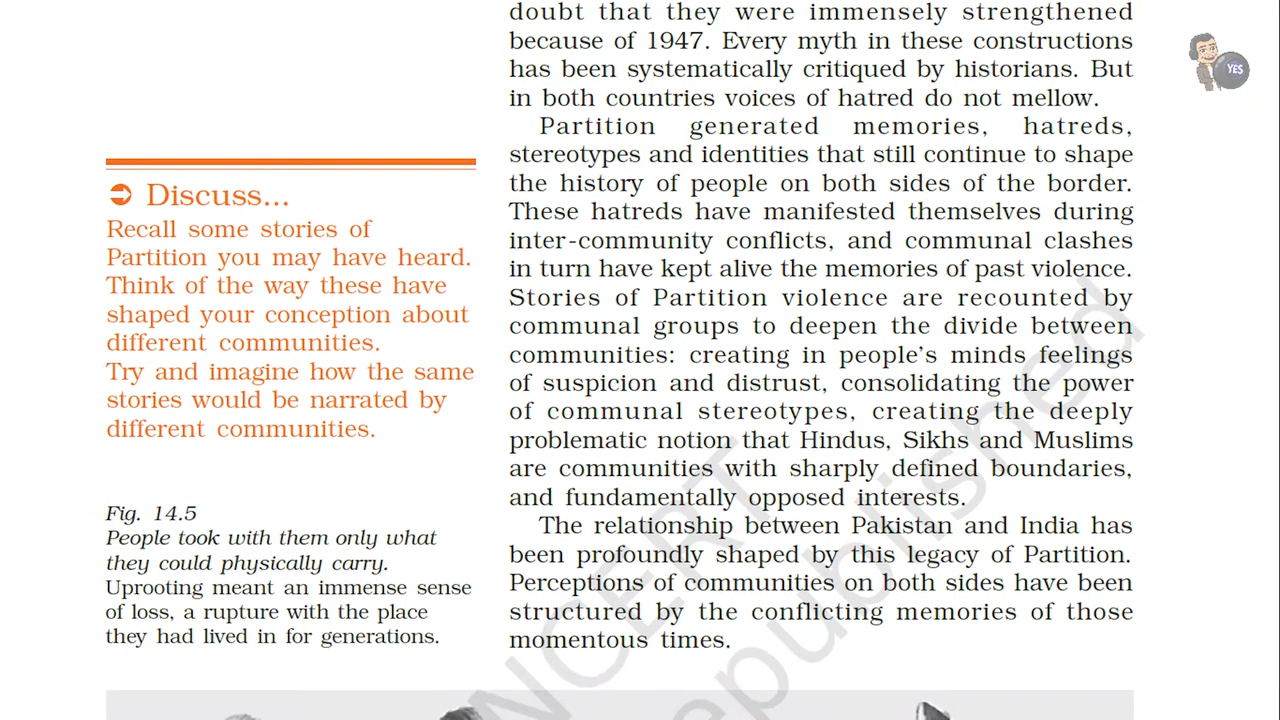 doubt that they were immensely strengthened
because of 1947. Every myth in these constructions
has been systematically critiqued by historians. But
in both countries voices of hatred do not mellow.
Partition generated memories, hatreds,
stereotypes and identities that still continue to shape
the history of people on both sides of the border.
These hatreds have manifested themselves during
inter-community conflicts, and communal clashes
in turn have kept alive the memories of past violence.
Stories of Partition violence are recounted by
communal groups to deepen the divide between
communities: creating in people's minds feelings
of suspicion and distrust, consolidating the power
of communal stereotypes, creating the deeply
problematic notion that Hindus, Sikhs and Muslims
are communities with sharply defined boundaries,
and fundamentally opposed interests.
The relationship between Pakistan and India has
been profoundly shaped by this legacy of Partition.
Perceptions of communities on both sides have been
structured by the conflicting memories of those
momentous times.
Discuss...
Recall some stories of
Partition you may have heard.
Think of the way these have
shaped your conception about
different communities.
Try and imagine how the same
stories would be narrated by
different communities.
Fig. 14.5
People took with them only what
they could physically carry.
Uprooting meant an immense sense
of loss, a rupture with the place
they had lived in for generations.
YES
NCERT
republished